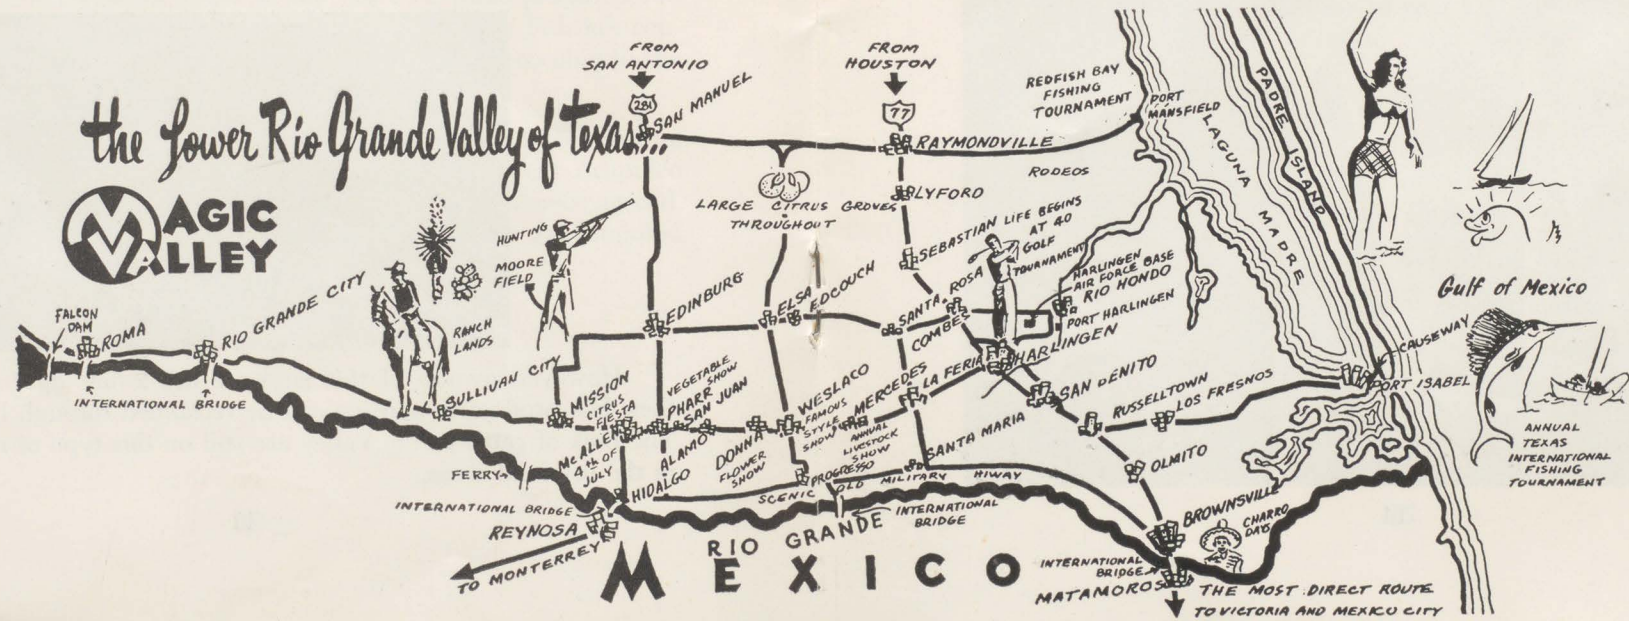 the Lower Rio Grande Valley of Texas...
MAGIC
VALLEY
FROM
SAN ANTONIO
281
SAN MANUEL
FROM
HOUSTON
77
RAYMONDVILLE
REDFISH BAY
FISHING
TOURNAMENT
PORT
MANSFIELD
RODEOS
LYFORD
LARGE CITRUS GROVES
THROUGHOUT
LAGUNA MADRE
PADRE ISLAND
SEBASTIAN
LIFE BEGINS
AT 40
GOLF
TOURNAMENT
HARLINGEN
AIR FORCE BASE
RIO HONDO
PORT HARLINGEN
HUNTING
MOORE
FIELD
RANCH
LANDS
FALCON
DAM
ROMA
RIO GRANDE CITY
INTERNATIONAL BRIDGE
SULLIVAN CITY
EDINBURG
ELSA
EDCOUCH
SANTA ROSA
COMBES
HARLINGEN
LA FERIA
MISSION
CITRUS
FIESTA
McALLEN
4th OF
JULY
VEGETABLE
SHOW
PHARR
SAN JUAN
ALAMO
DONNA
FLOWER
SHOW
WESLACO
FAMOUS
STYLE
SHOW
MERCEDES
ANNUAL
LIVESTOCK
SHOW
SAN BENITO
RUSSELLTOWN
LOS FRESNOS
PORT ISABEL
CAUSEWAY
Gulf of Mexico
ANNUAL
TEXAS
INTERNATIONAL
FISHING
TOURNAMENT
SANTA MARIA
OLMITO
PROGRESSO
SCENIC OLD MILITARY HIWAY
FERRY
HIDALGO
INTERNATIONAL BRIDGE
REYNOSA
TO MONTERREY
RIO GRANDE
INTERNATIONAL
BRIDGE
MEXICO
BROWNSVILLE
CHARRO
DAYS
INTERNATIONAL
BRIDGE
MATAMOROS
THE MOST DIRECT ROUTE
TO VICTORIA AND MEXICO CITY